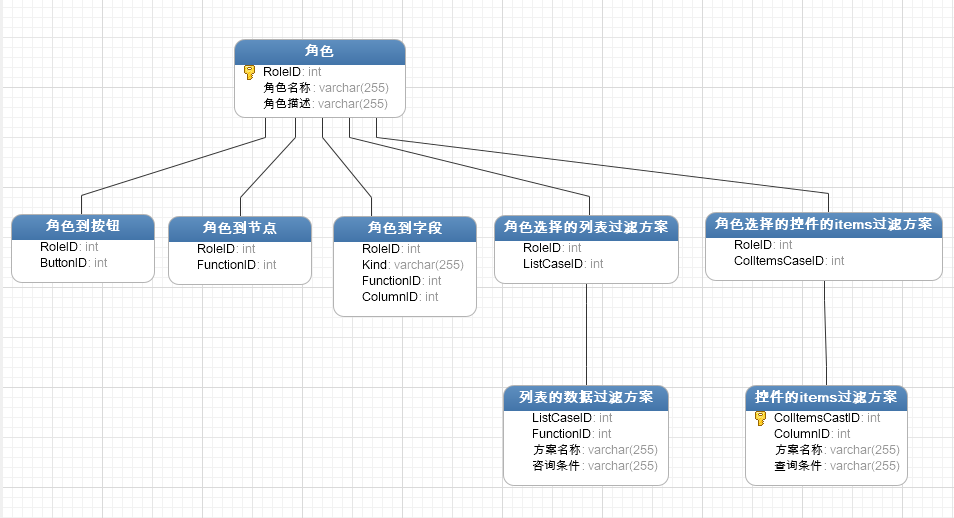 角色
RoleID: int
角色名称: varchar(255)
角色描述: varchar(255)
角色到按钮
RoleID: int
ButtonID: int
角色到节点
RoleID: int
FunctionID: int
角色到字段
RoleID: int
Kind: varchar(255)
FunctionID: int
ColumnID: int
角色选择的列表过滤方案
RoleID: int
ListCaseID: int
角色选择的控件的items过滤方案
RoleID: int
ColItemsCaseID: int
列表的数据过滤方案
ListCaseID: int
FunctionID: int
方案名称: varchar(255)
咨询条件: varchar(255)
控件的items过滤方案
ColItemsCastID: int
ColumnID: int
方案名称: varchar(255)
查询条件: varchar(255)